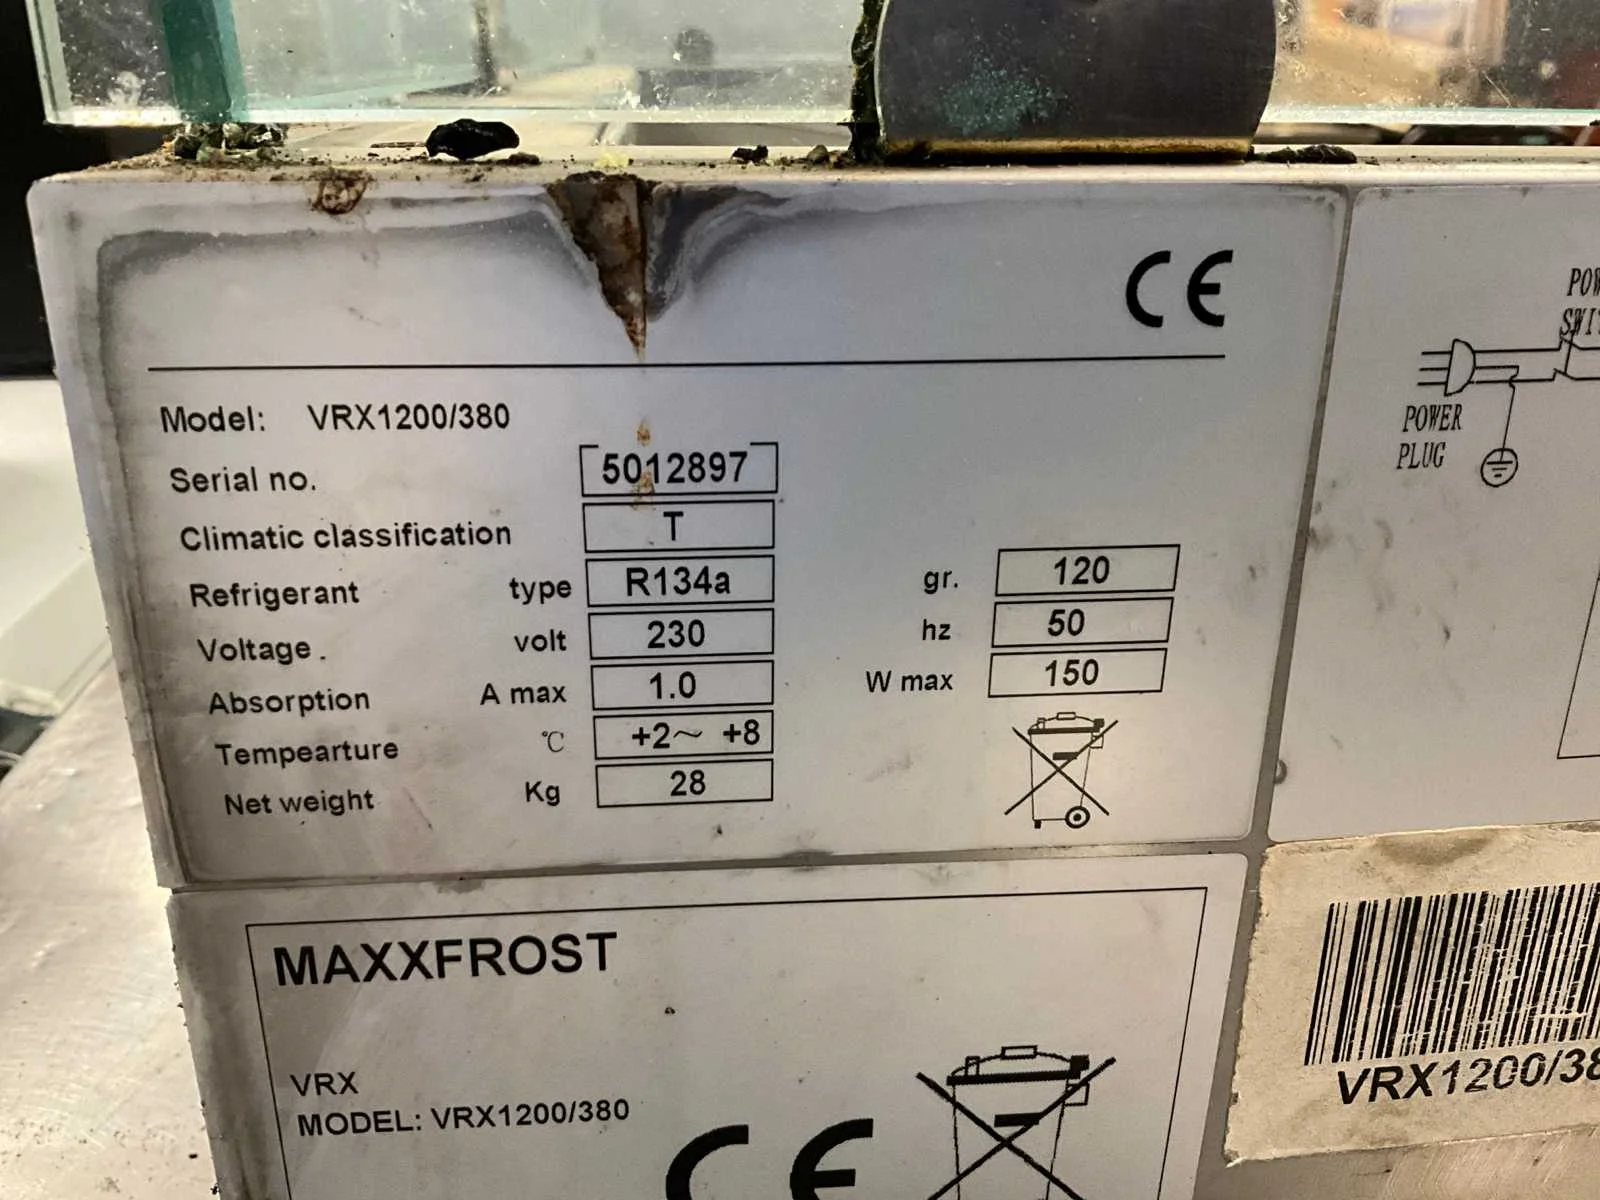 CE
Model: VRX1200/380
Serial no. 5012897
Climatic classification T
Refrigerant type R134a gr. 120
Voltage. volt 230 hz 50
Absorption A max 1.0 W max 150
Tempearture °C +2~ +8
Net weight Kg 28
POWER
PLUG
MAXXFROST
VRX
MODEL: VRX1200/380
CE
VRX1200/38